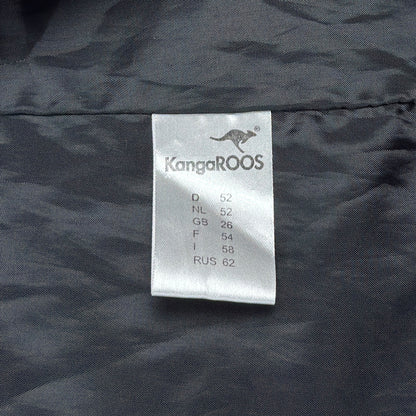 ®
KangaROOS
D 52
NL 52
GB 26
F 54
I 58
RUS 62